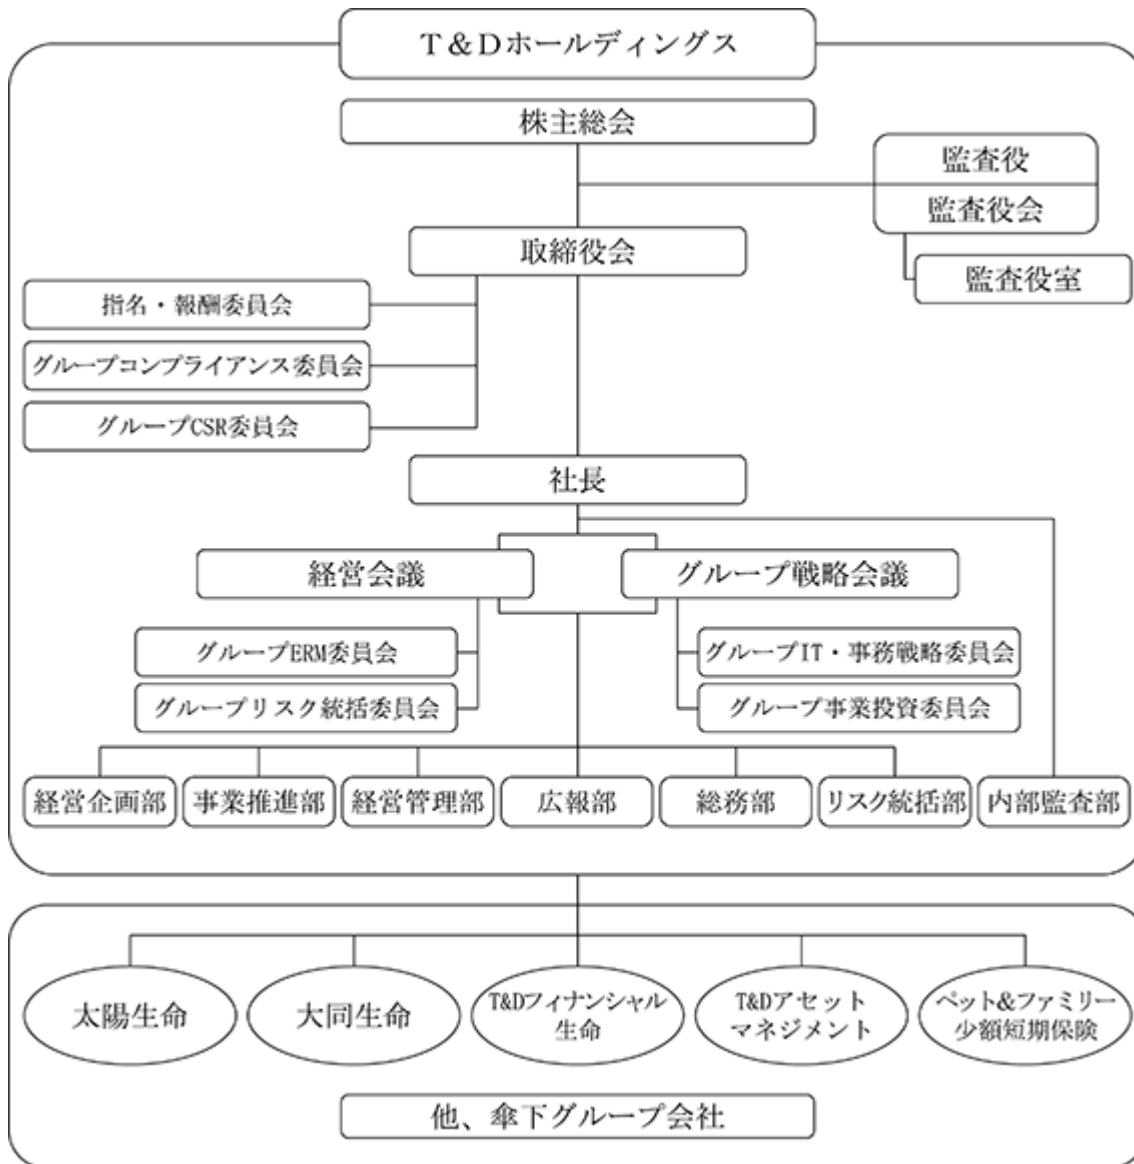 T＆Dホールディングス
株主総会
監査役
監査役会
監査役室
取締役会
指名・報酬委員会
グループコンプライアンス委員会
グループCSR委員会
社長
経営会議
グループ戦略会議
グループERM委員会
グループリスク統括委員会
グループIT・事務戦略委員会
グループ事業投資委員会
経営企画部
事業推進部
経営管理部
広報部
総務部
リスク統括部
内部監査部
太陽生命
大同生命
T&Dフィナンシャル
生命
T&Dアセット
マネジメント
ペット&ファミリー
少額短期保険
他、傘下グループ会社